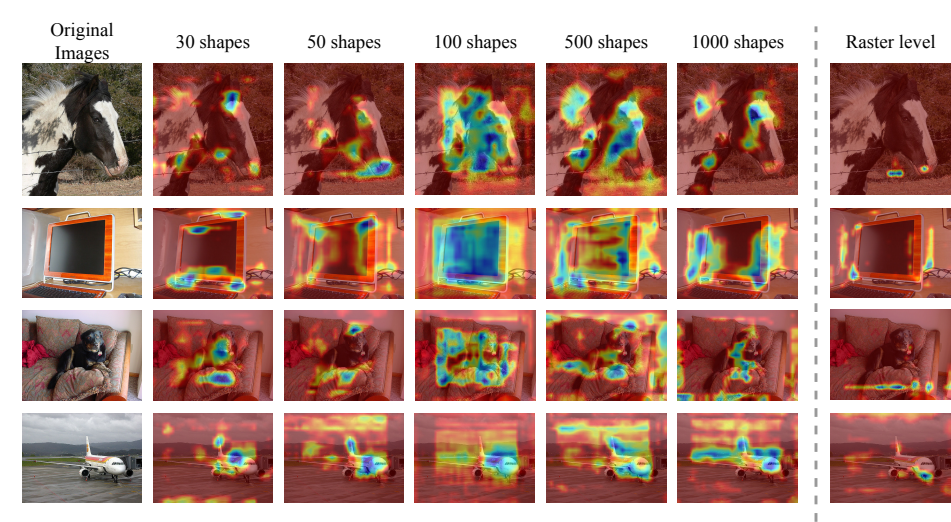 Original
Images
30 shapes
50 shapes
100 shapes
500 shapes
1000 shapes
Raster level